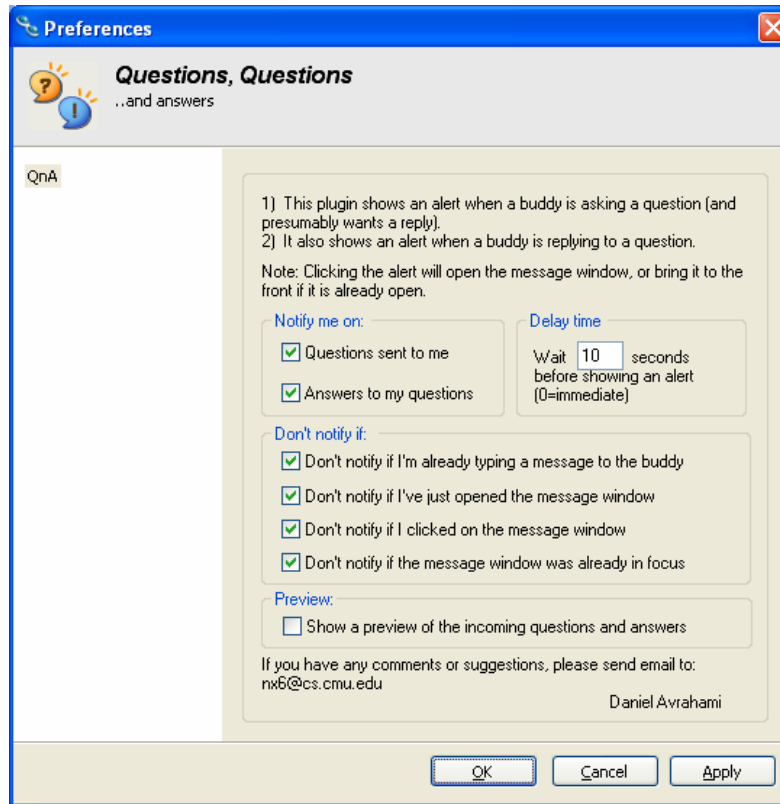 Preferences
Questions, Questions
..and answers
QnA
1) This plugin shows an alert when a buddy is asking a question (and
presumably wants a reply).
2) It also shows an alert when a buddy is replying to a question.
Note: Clicking the alert will open the message window, or bring it to the
front if it is already open.
Notify me on:
Questions sent to me
Answers to my questions
Delay time
Wait 10 seconds
before showing an alert
(0=immediate)
Don't notify if:
Don't notify if I'm already typing a message to the buddy
Don't notify if I've just opened the message window
Don't notify if I clicked on the message window
Don't notify if the message window was already in focus
Preview:
Show a preview of the incoming questions and answers
If you have any comments or suggestions, please send email to:
nx6@cs.cmu.edu
Daniel Avrahami
OK Cancel Apply